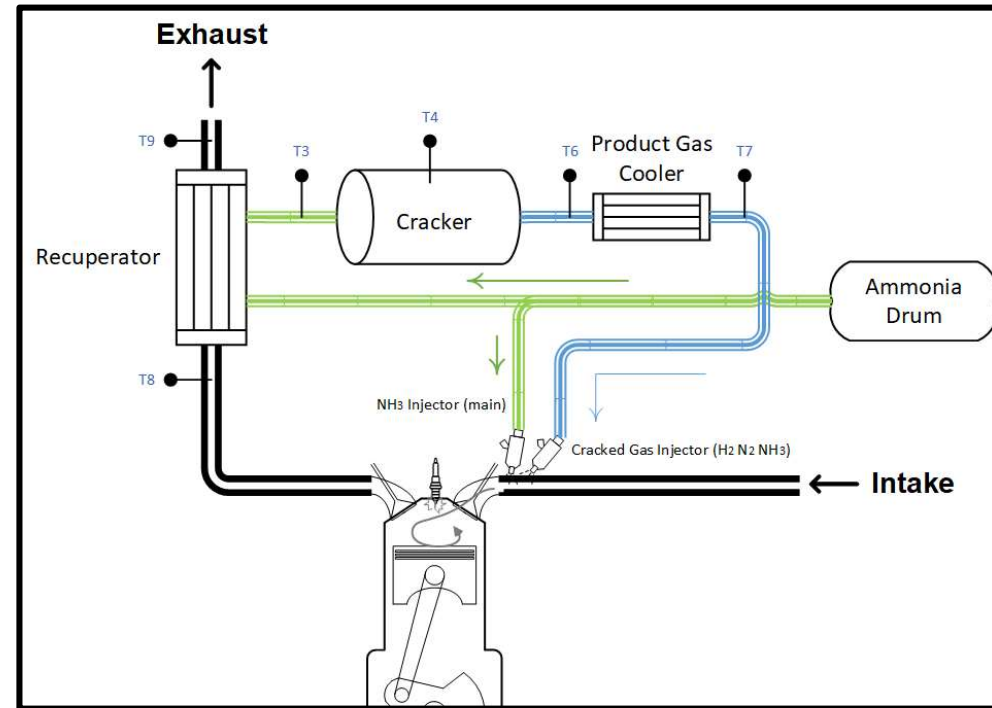 Exhaust
T9
T3
T4
T6
Product Gas
Cooler
T7
Cracker
Recuperator
Ammonia
Drum
T8
NH3 Injector (main)
Cracked Gas Injector (H2 N2 NH3)
Intake